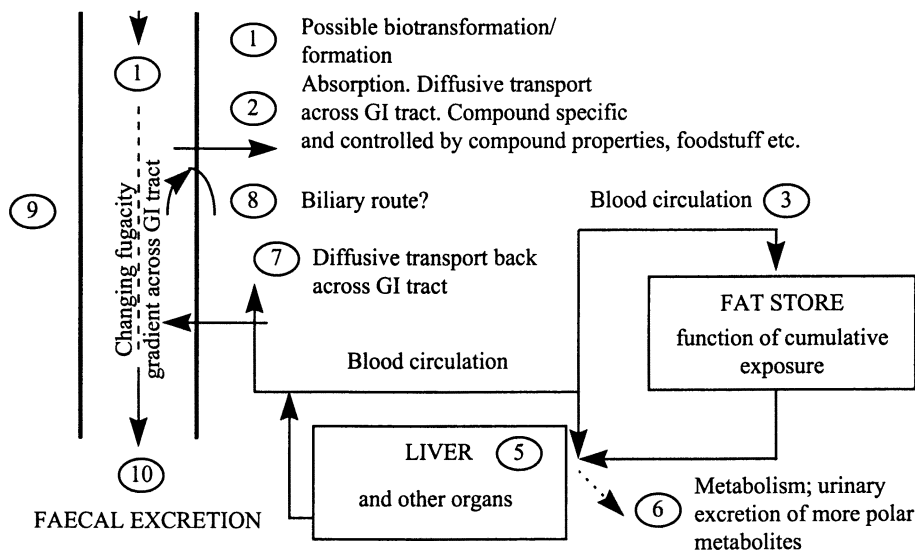 1
Possible biotransformation/
formation
1
2
Absorption. Diffusive transport
across GI tract. Compound specific
and controlled by compound properties, foodstuff etc.
9
Changing fugacity
gradient across GI tract
8
Biliary route?
Blood circulation
3
7
Diffusive transport back
across GI tract
FAT STORE
function of cumulative
exposure
Blood circulation
LIVER
5
and other organs
10
FAECAL EXCRETION
6
Metabolism; urinary
excretion of more polar
metabolites